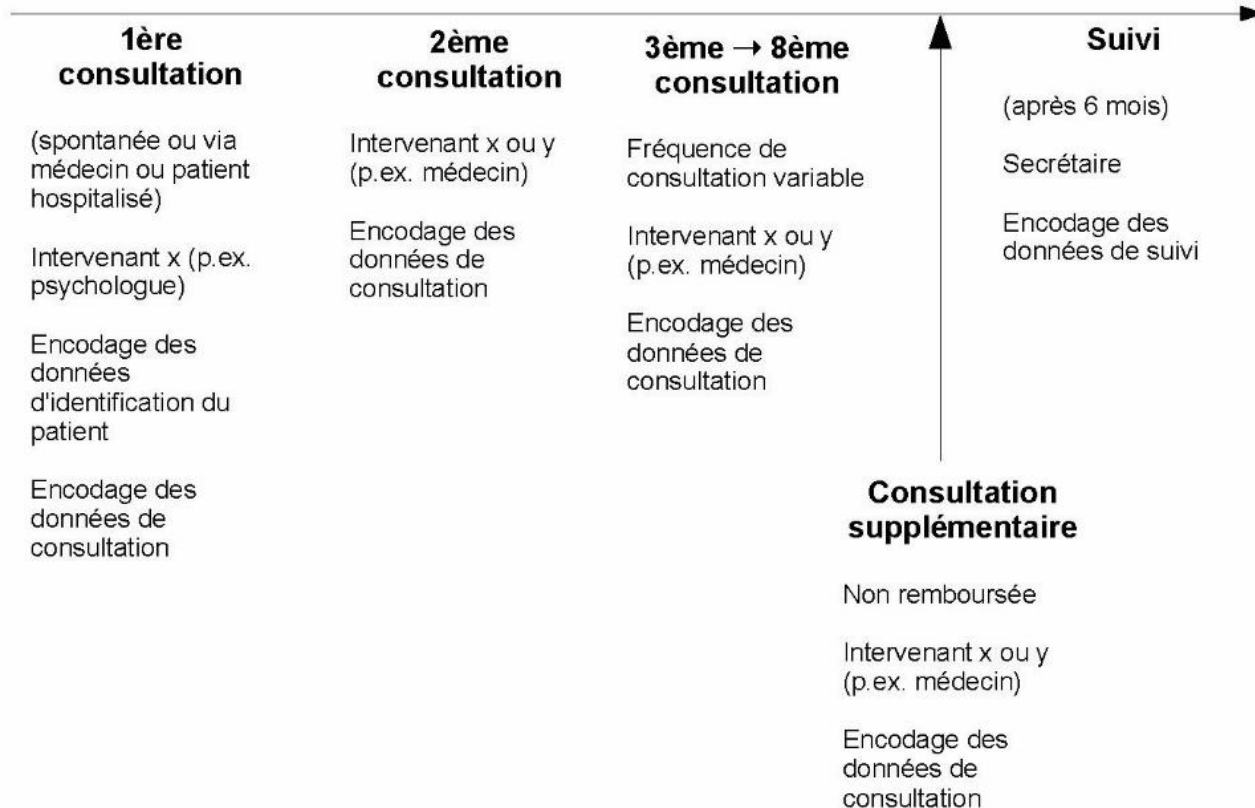 1ère
consultation
(spontanée ou via
médecin ou patient
hospitalisé)
Intervenant x (p.ex.
psychologue)
Encodage des
données
d'identification du
patient
Encodage des
données de
consultation
2ème
consultation
Intervenant x ou y
(p.ex. médecin)
Encodage des
données de
consultation
3ème → 8ème
consultation
Fréquence de
consultation variable
Intervenant x ou y
(p.ex. médecin)
Encodage des
données de
consultation
Consultation
supplémentaire
Non remboursée
Intervenant x ou y
(p.ex. médecin)
Encodage des
données de
consultation
Suivi
(après 6 mois)
Secrétaire
Encodage des
données de suivi